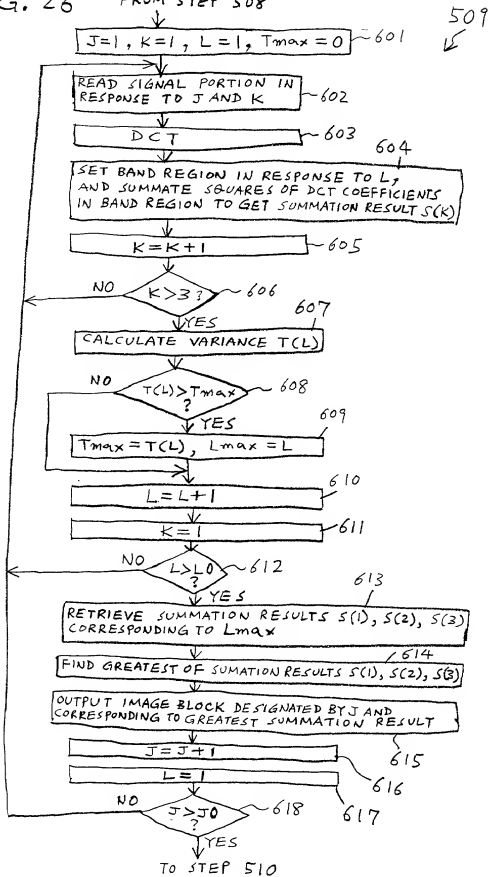 G. 26
FROM STEP 508
509
J=1, K=1, L=1, Tmax=0
601
READ SIGNAL PORTION IN
RESPONSE TO J AND K
602
DCT
603
604
SET BAND REGION IN RESPONSE TO L,
AND SUMMATE SQUARES OF DCT COEFFICIENTS
IN BAND REGION TO GET SUMMATION RESULT S(K)
K=K+1
605
NO
K>3?
606
YES
607
CALCULATE VARIANCE T(L)
NO
T(L)>Tmax
?
608
YES
609
Tmax=T(L), Lmax=L
610
L=L+1
K=1
611
NO
L>L0
?
612
YES
613
RETRIEVE SUMMATION RESULTS S(1), S(2), S(3)
CORRESPONDING TO Lmax
614
FIND GREATEST OF SUMATION RESULTS S(1), S(2), S(3)
OUTPUT IMAGE BLOCK DESIGNATED BY J AND
CORRESPONDING TO GREATEST SUMMATION RESULT
615
J=J+1
616
L=1
617
NO
J>J0
?
618
YES
TO STEP 510